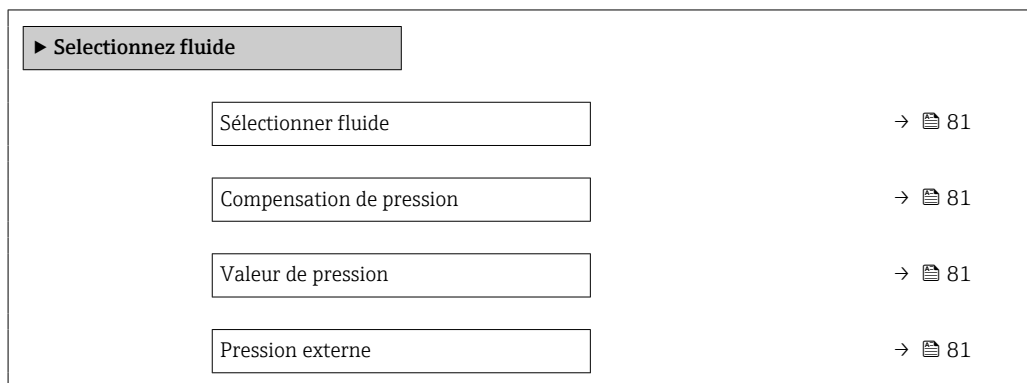 ▶ Selectionnez fluide
Sélectionner fluide → 81
Compensation de pression → 81
Valeur de pression → 81
Pression externe → 81